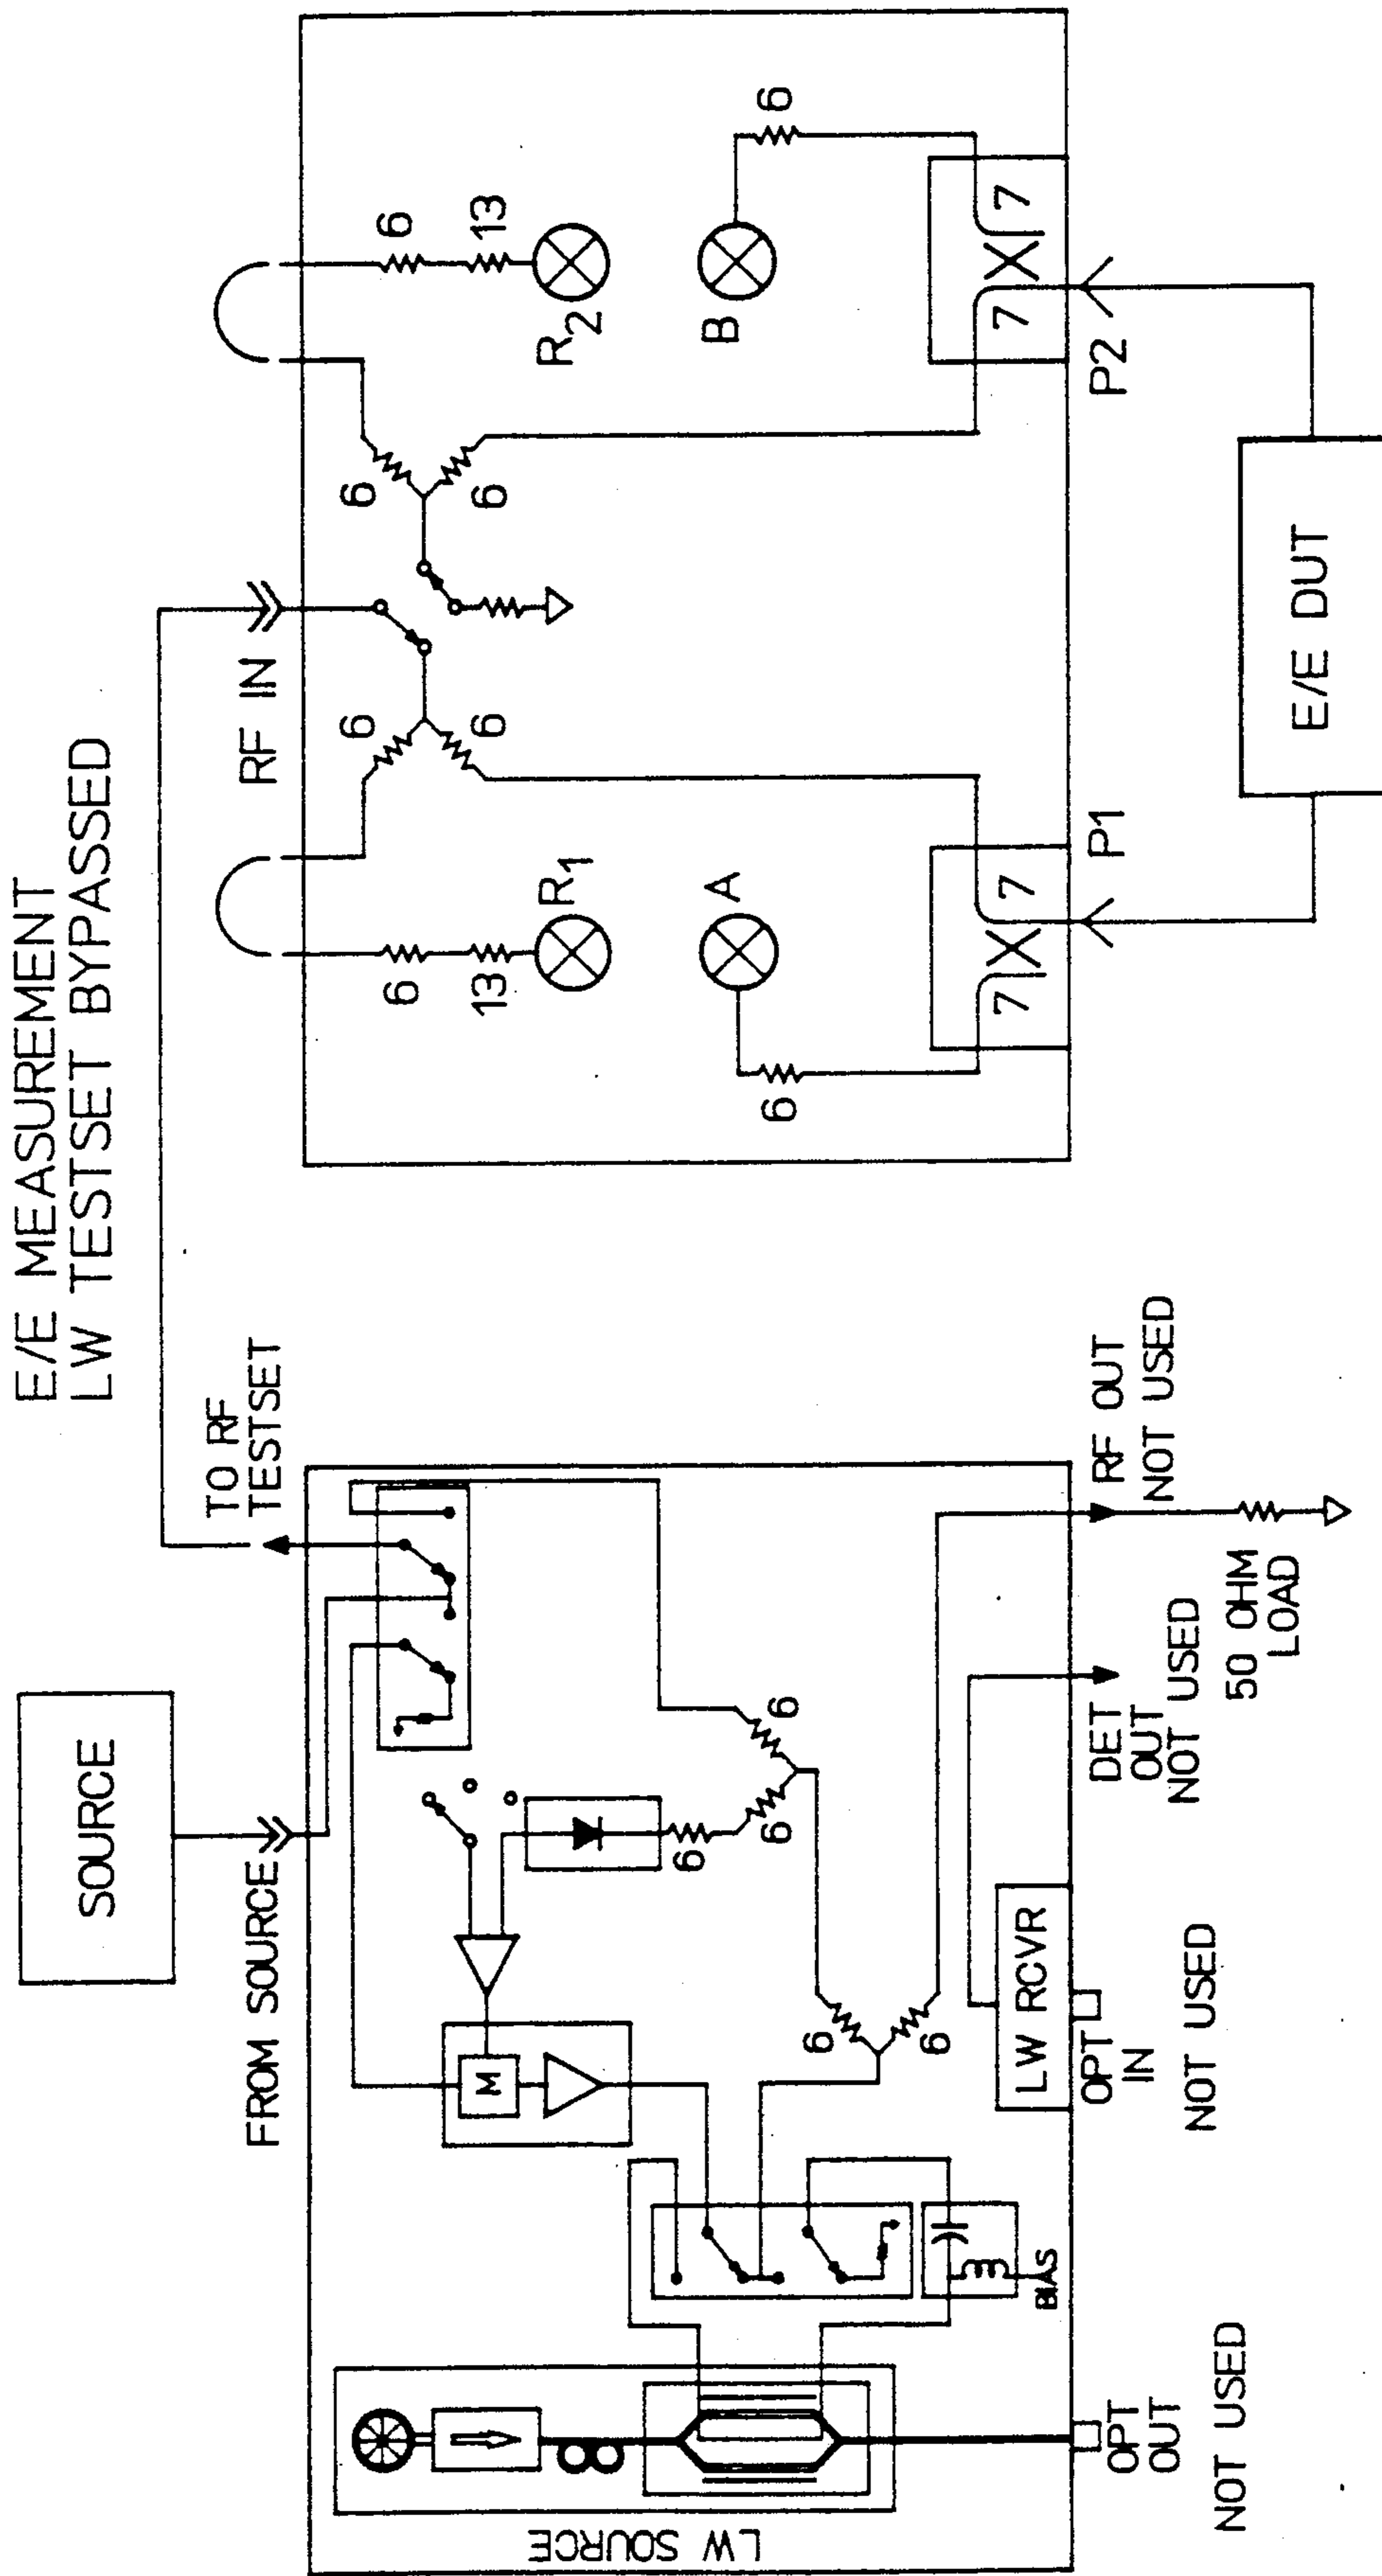 E/E MEASUREMENT
LW TESTSET BYPASSED
SOURCE
FROM SOURCE
TO RF
TESTSET
RF IN
LW SOURCE
M
6
6
6
6
6
BIAS
LW RCVR
OPT
OUT
NOT USED
OPT
IN
NOT USED
DET
OUT
NOT USED
RF OUT
NOT USED
50 OHM
LOAD
6
13
R1
A
6
6
6
6
6
6
13
R2
B
6
7
7
P1
7
7
P2
E/E DUT